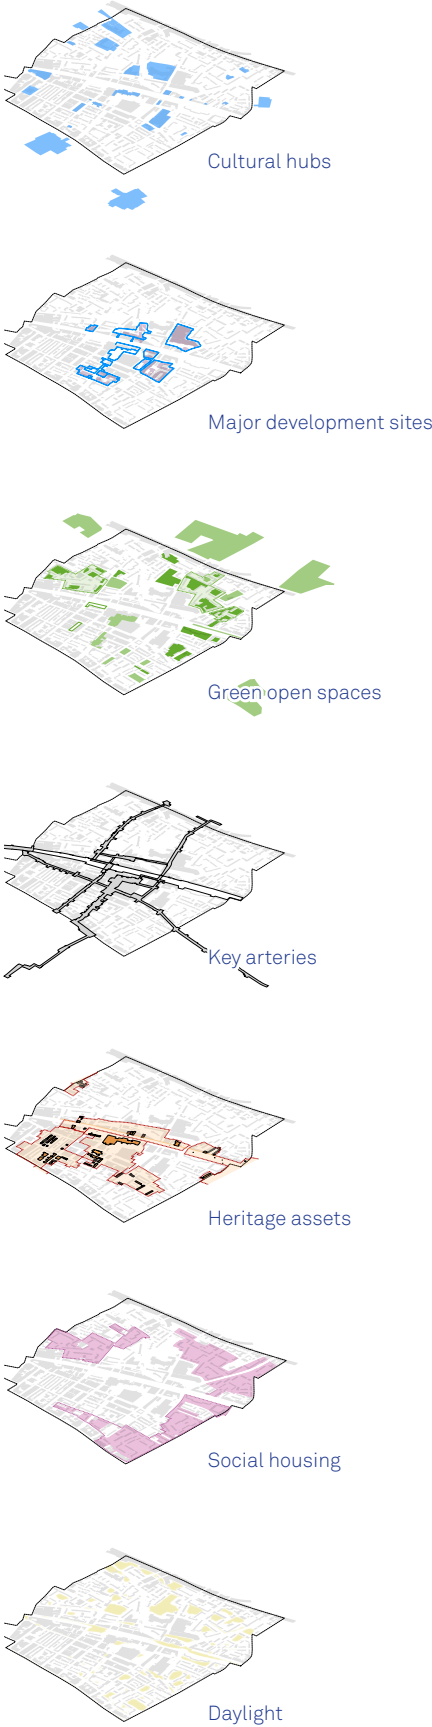 Cultural hubs
Major development sites
Green open spaces
Key arteries
Heritage assets
Social housing
Daylight